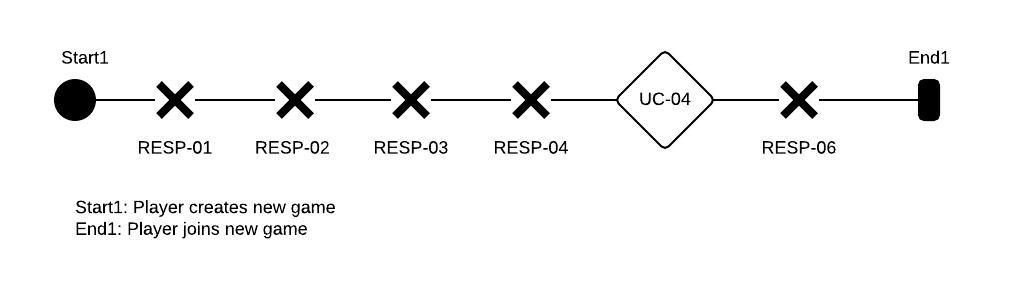 Start1
End1
UC-04
RESP-01
RESP-02
RESP-03
RESP-04
RESP-06
Start1: Player creates new game
End1: Player joins new game